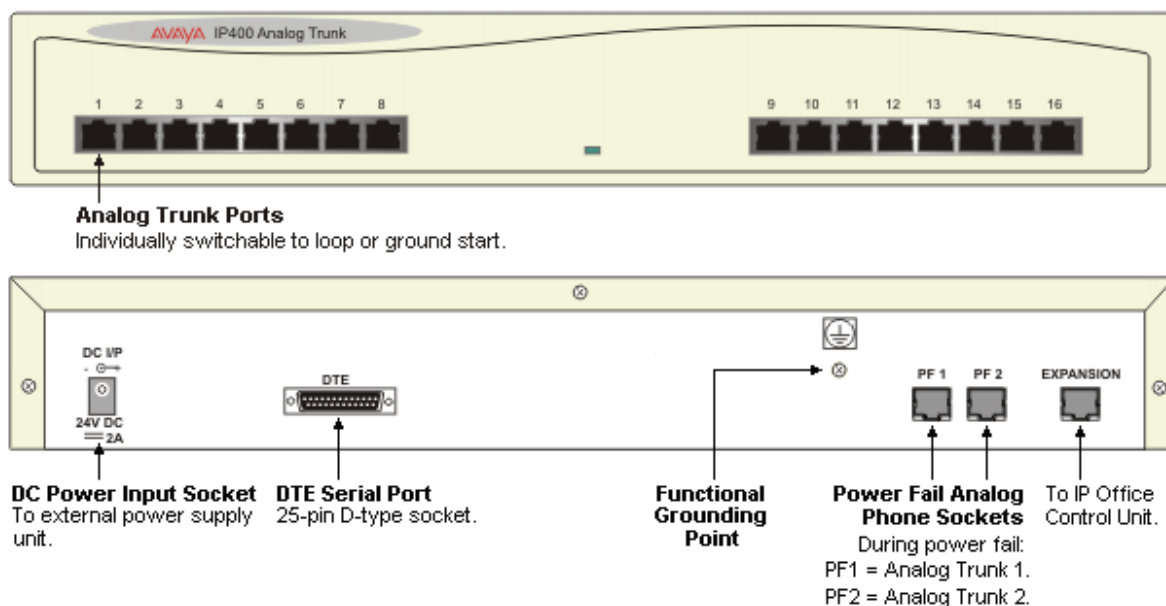 AVAYA IP400 Analog Trunk
1 2 3 4 5 6 7 8
9 10 11 12 13 14 15 16
Analog Trunk Ports
Individually switchable to loop or ground start.
DC I/P
- +
24V DC
2A
DTE
PF 1 PF 2 EXPANSION
DC Power Input Socket
To external power supply
unit.
DTE Serial Port
25-pin D-type socket.
Functional
Grounding
Point
Power Fail Analog
Phone Sockets
During power fail:
PF1 = Analog Trunk 1.
PF2 = Analog Trunk 2.
To IP Office
Control Unit.